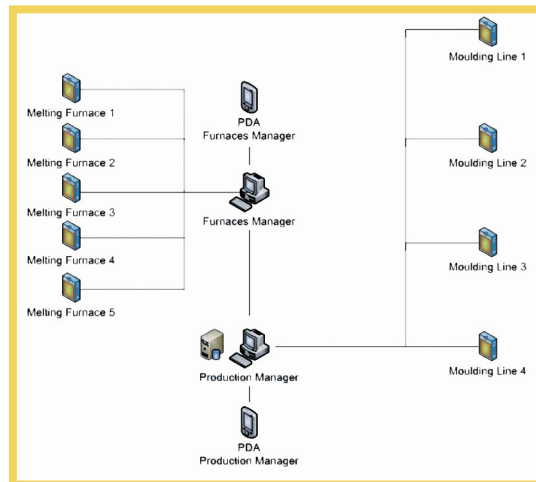 Moulding Line 1
Melting Furnace 1
PDA
Furnaces Manager
Melting Furnace 2
Moulding Line 2
Melting Furnace 3
Furnaces Manager
Melting Furnace 4
Moulding Line 3
Melting Furnace 5
Production Manager
Moulding Line 4
PDA
Production Manager